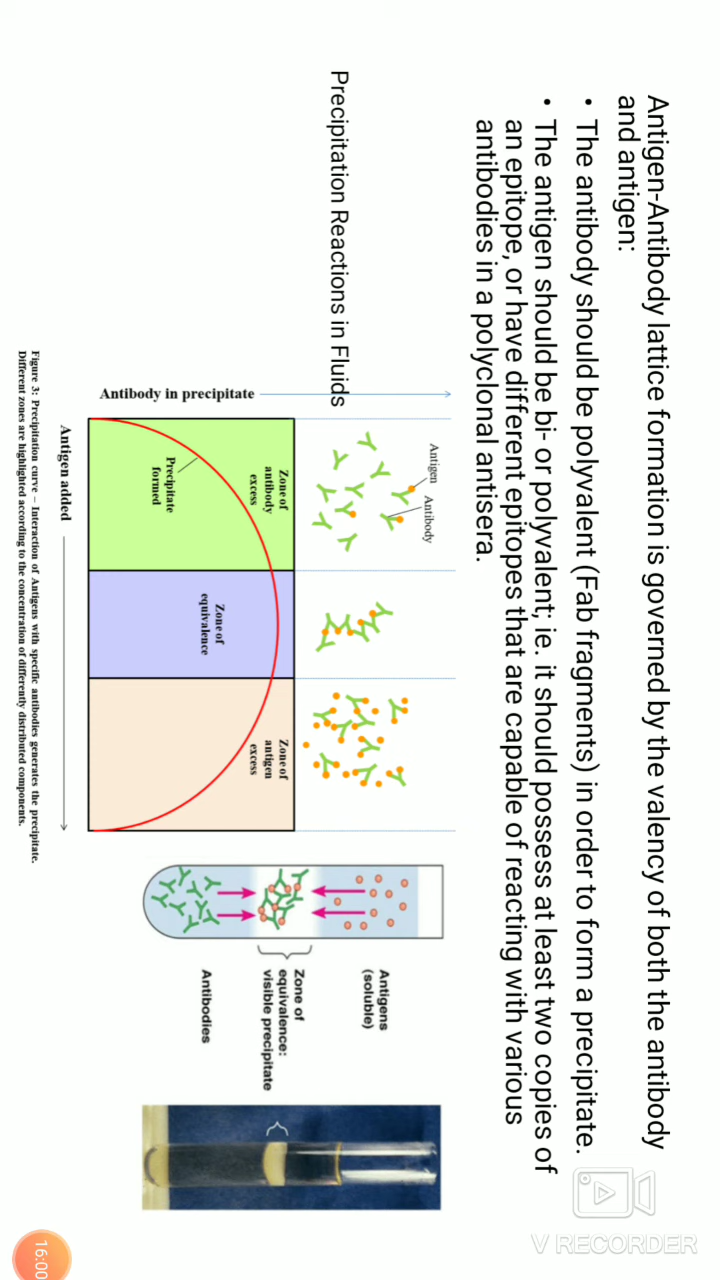 Antigen-Antibody lattice formation is governed by the valency of both the antibody
and antigen:
• The antibody should be polyvalent (Fab fragments) in order to form a precipitate.
• The antigen should be bi- or polyvalent; ie. it should possess at least two copies of
an epitope, or have different epitopes that are capable of reacting with various
antibodies in a polyclonal antisera.
Precipitation Reactions in Fluids
Antigen
Antibody
Antibody in precipitate
Zone of
antibody
excess
Precipitate
formed
Zone of
equivalence
Zone of
antigen
excess
Antigen added
Figure 3: Precipitation curve – Interaction of Antigens with specific antibodies generates the precipitate.
Different zones are highlighted according to the concentration of differently distributed components.
Antigens
(soluble)
Zone of
equivalence:
visible precipitate
Antibodies
V RECORDER
16:00